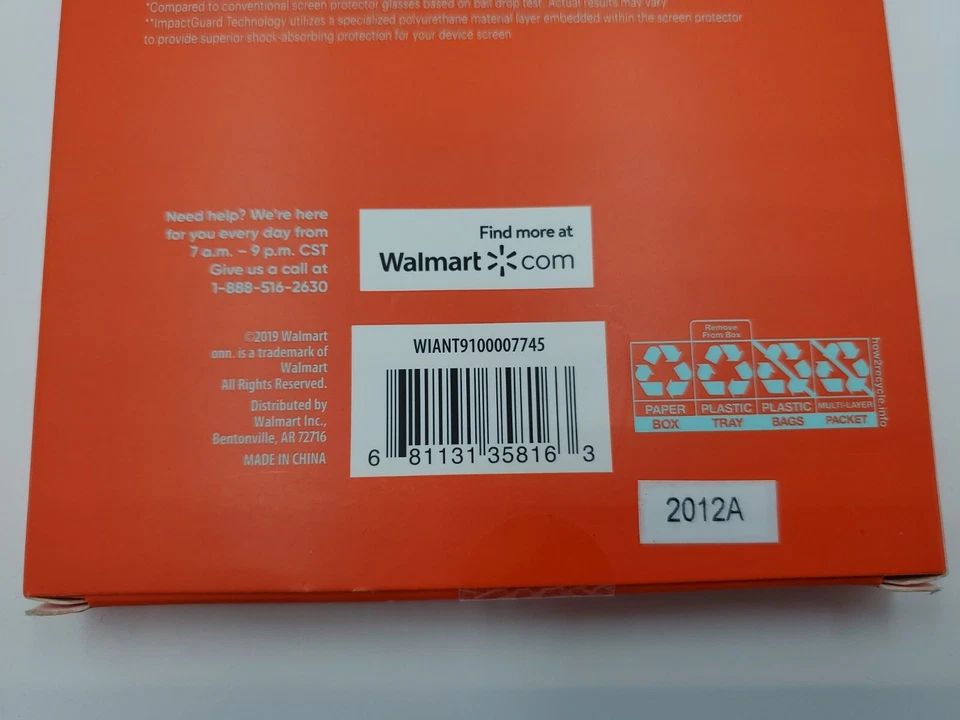 *Compared to conventional screen protector glasses based on ball drop test. Actual results may vary
**ImpactGuard Technology utilizes a specialized polyurethane material layer embedded within the screen protector
to provide superior shock-absorbing protection for your device screen
Need help? We're here
for you every day from
7 a.m. – 9 p.m. CST
Give us a call at
1-888-516-2630
Find more at
Walmart com
©2019 Walmart
onn. is a trademark of
Walmart
All Rights Reserved.
Distributed by
Walmart Inc.,
Bentonville, AR 72716
MADE IN CHINA
WIANT9100007745
6 81131 35816 3
Remove
From Box
PAPER
BOX
PLASTIC
TRAY
PLASTIC
BAGS
MULTI-LAYER
PACKET
how2recycle.info
2012A